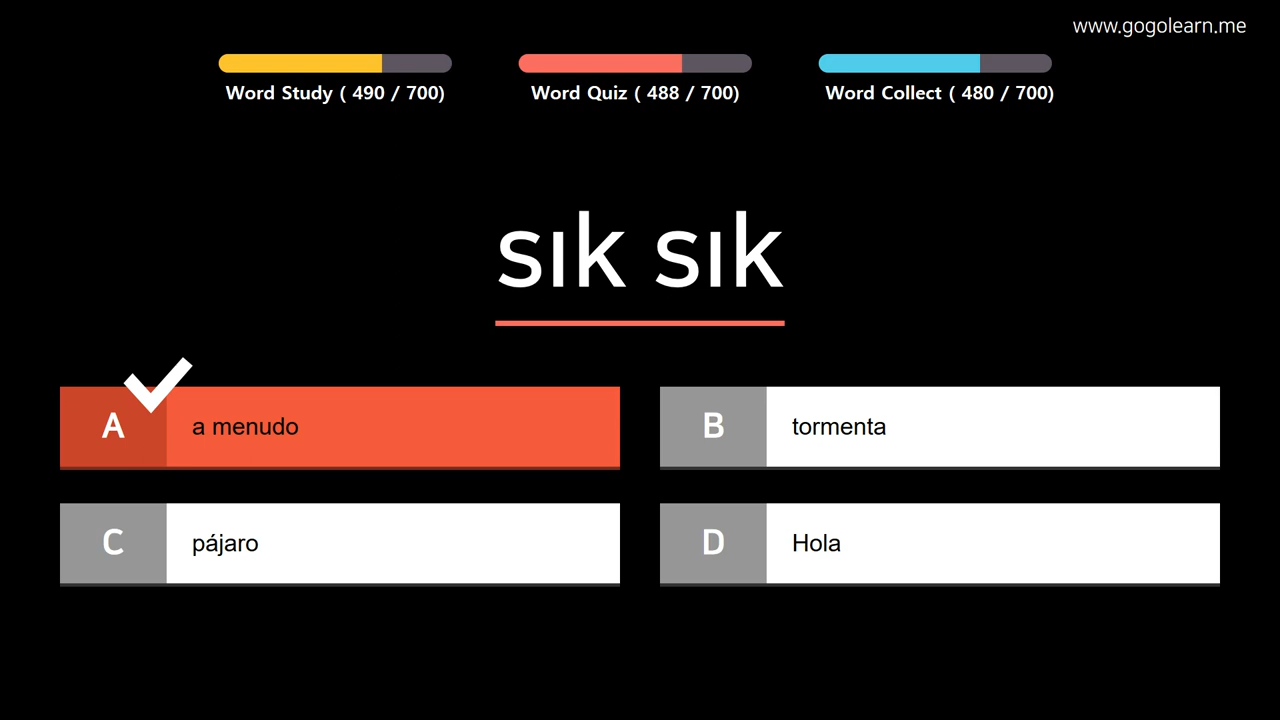 www.gogolearn.me
Word Study ( 490 / 700)
Word Quiz ( 488 / 700)
Word Collect ( 480 / 700)
sık sık
A a menudo
B tormenta
C pájaro
D Hola